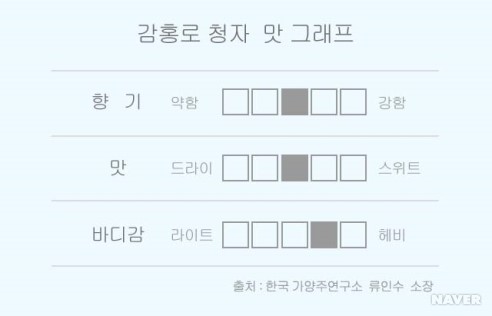 감홍로 청자 맛 그래프
향 기 약함 강함
맛 드라이 스위트
바디감 라이트 헤비
출처 : 한국 가양주연구소 류인수 소장
NAVER